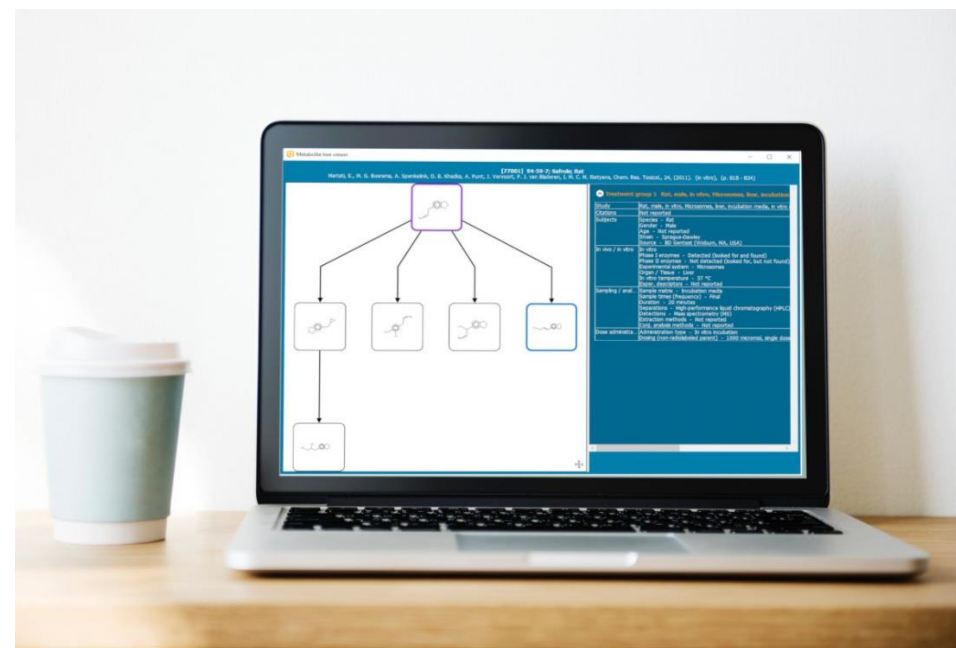 Metabolite tree viewer
[77001] 94-59-7; Safrole; Rat
Martati, E., M. G. Boersma, A. Spenkelink, D. B. Khadka, A. Punt, J. Vervoort, P. J. van Bladeren, I. M. C. M. Rietjens, Chem. Res. Toxicol., 24, (2011). (in vitro), (p. 818 - 834)
Treatment group 1 Rat, male, in vitro, Microsomes, liver, incubation
Study Rat, male, in vitro, Microsomes, liver, incubation media, in vitro
Citations Not reported
Subjects Species - Rat
Gender - Male
Age - Not reported
Strain - Sprague-Dawley
Source - BD Gentest (Woburn, MA, USA)
In vivo / in vitro In vitro
Phase I enzymes - Detected (looked for and found)
Phase II enzymes - Not detected (looked for, but not found)
Experimental system - Microsomes
Organ / Tissue - Liver
In vitro temperature - 37 °C
Exper. descriptors - Not reported
Sampling / anal... Sample matrix - Incubation media
Sample times (frequency) - Final
Duration - 20 minutes
Separations - High-performance liquid chromatography (HPLC)
Detections - Mass spectrometry (MS)
Extraction methods - Not reported
Conj. analysis methods - Not reported
Dose administra... Administration type - In vitro incubation
Dosing (non-radiolabeled parent) - 1000 micromol, single dose